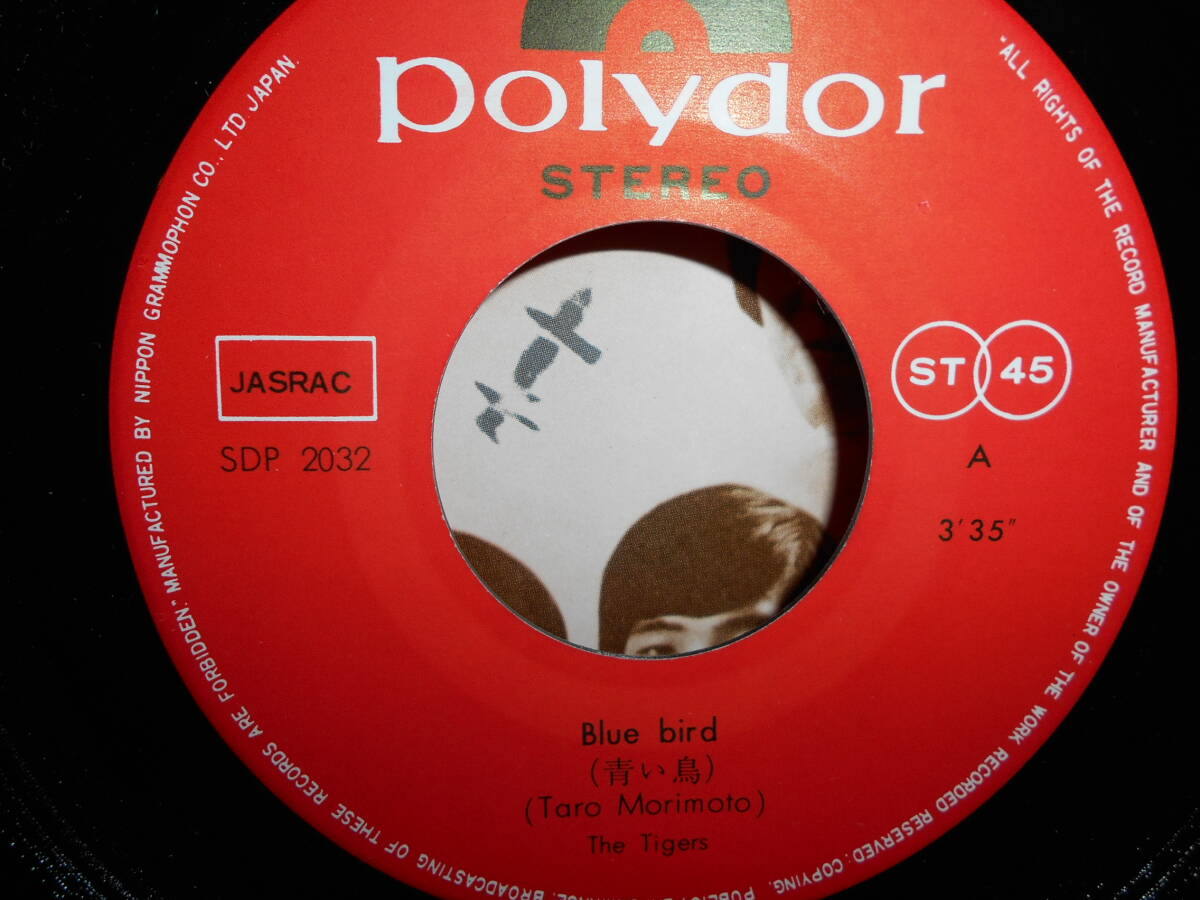 polydor
STEREO
JASRAC
SDP 2032
ST 45
A
3'35"
Blue bird
(青い鳥)
(Taro Morimoto)
The Tigers
"ALL RIGHTS OF THE RECORD MANUFACTURER AND OF THE OWNER OF THE WORK RECORDED RESERVED: COPYING, BROADCASTING OF THESE RECORDS ARE FORBIDDEN." MANUFACTURED BY NIPPON GRAMMOPHON CO., LTD JAPAN.